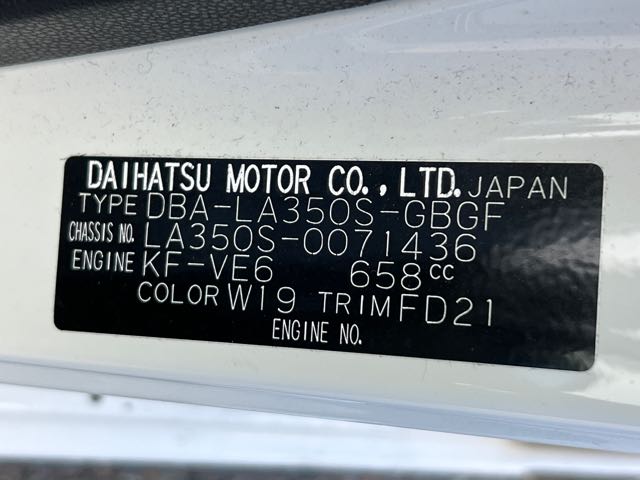 DAIHATSU MOTOR CO., LTD. JAPAN
TYPE DBA-LA350S-GBGF
CHASSIS NO. LA350S-0071436
ENGINE KF-VE6 658cc
COLOR W19 TRIM FD21
ENGINE NO.